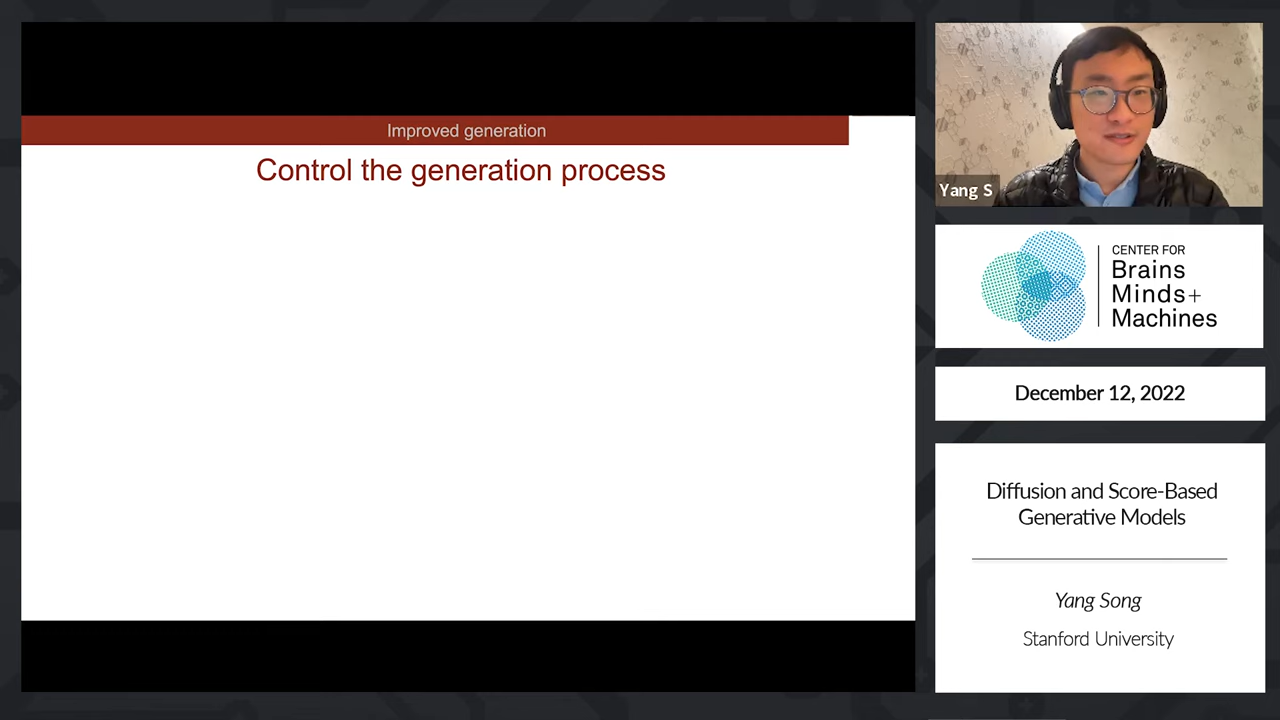 Improved generation
Control the generation process
Yang S
CENTER FOR
Brains
Minds+
Machines
December 12, 2022
Diffusion and Score-Based
Generative Models
Yang Song
Stanford University